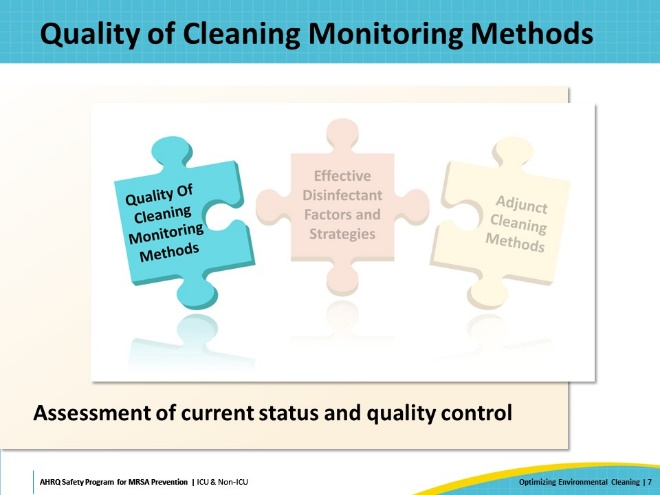 Quality of Cleaning Monitoring Methods
Quality Of
Cleaning
Monitoring
Methods
Effective
Disinfectant
Factors and
Strategies
Adjunct
Cleaning
Methods
Assessment of current status and quality control
AHRQ Safety Program for MRSA Prevention | ICU & Non-ICU
Optimizing Environmental Cleaning | 7